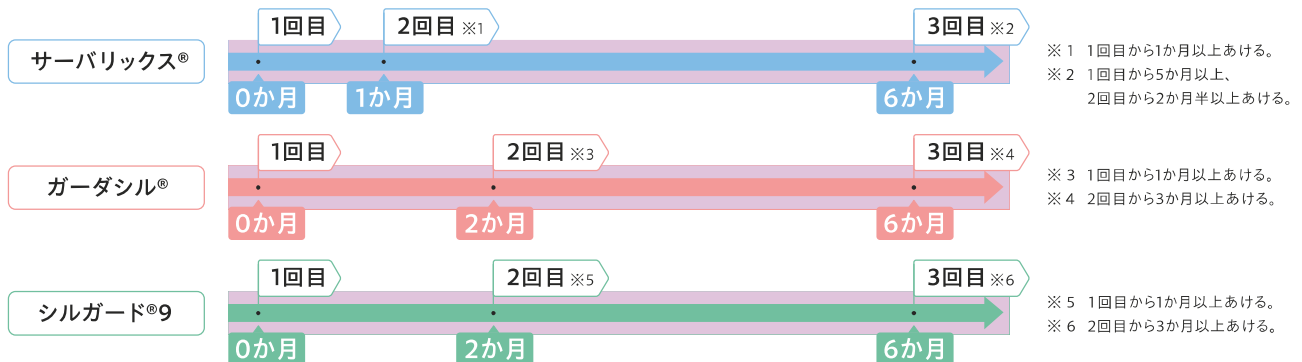 1回目
2回目 ※1
3回目 ※2
サーバリックス®
0か月
1か月
6か月
※1 1回目から1か月以上あける。
※2 1回目から5か月以上、
2回目から2か月半以上あける。
1回目
2回目 ※3
3回目 ※4
ガーダシル®
0か月
2か月
6か月
※3 1回目から1か月以上あける。
※4 2回目から3か月以上あける。
1回目
2回目 ※5
3回目 ※6
シルガード®9
0か月
2か月
6か月
※5 1回目から1か月以上あける。
※6 2回目から3か月以上あける。